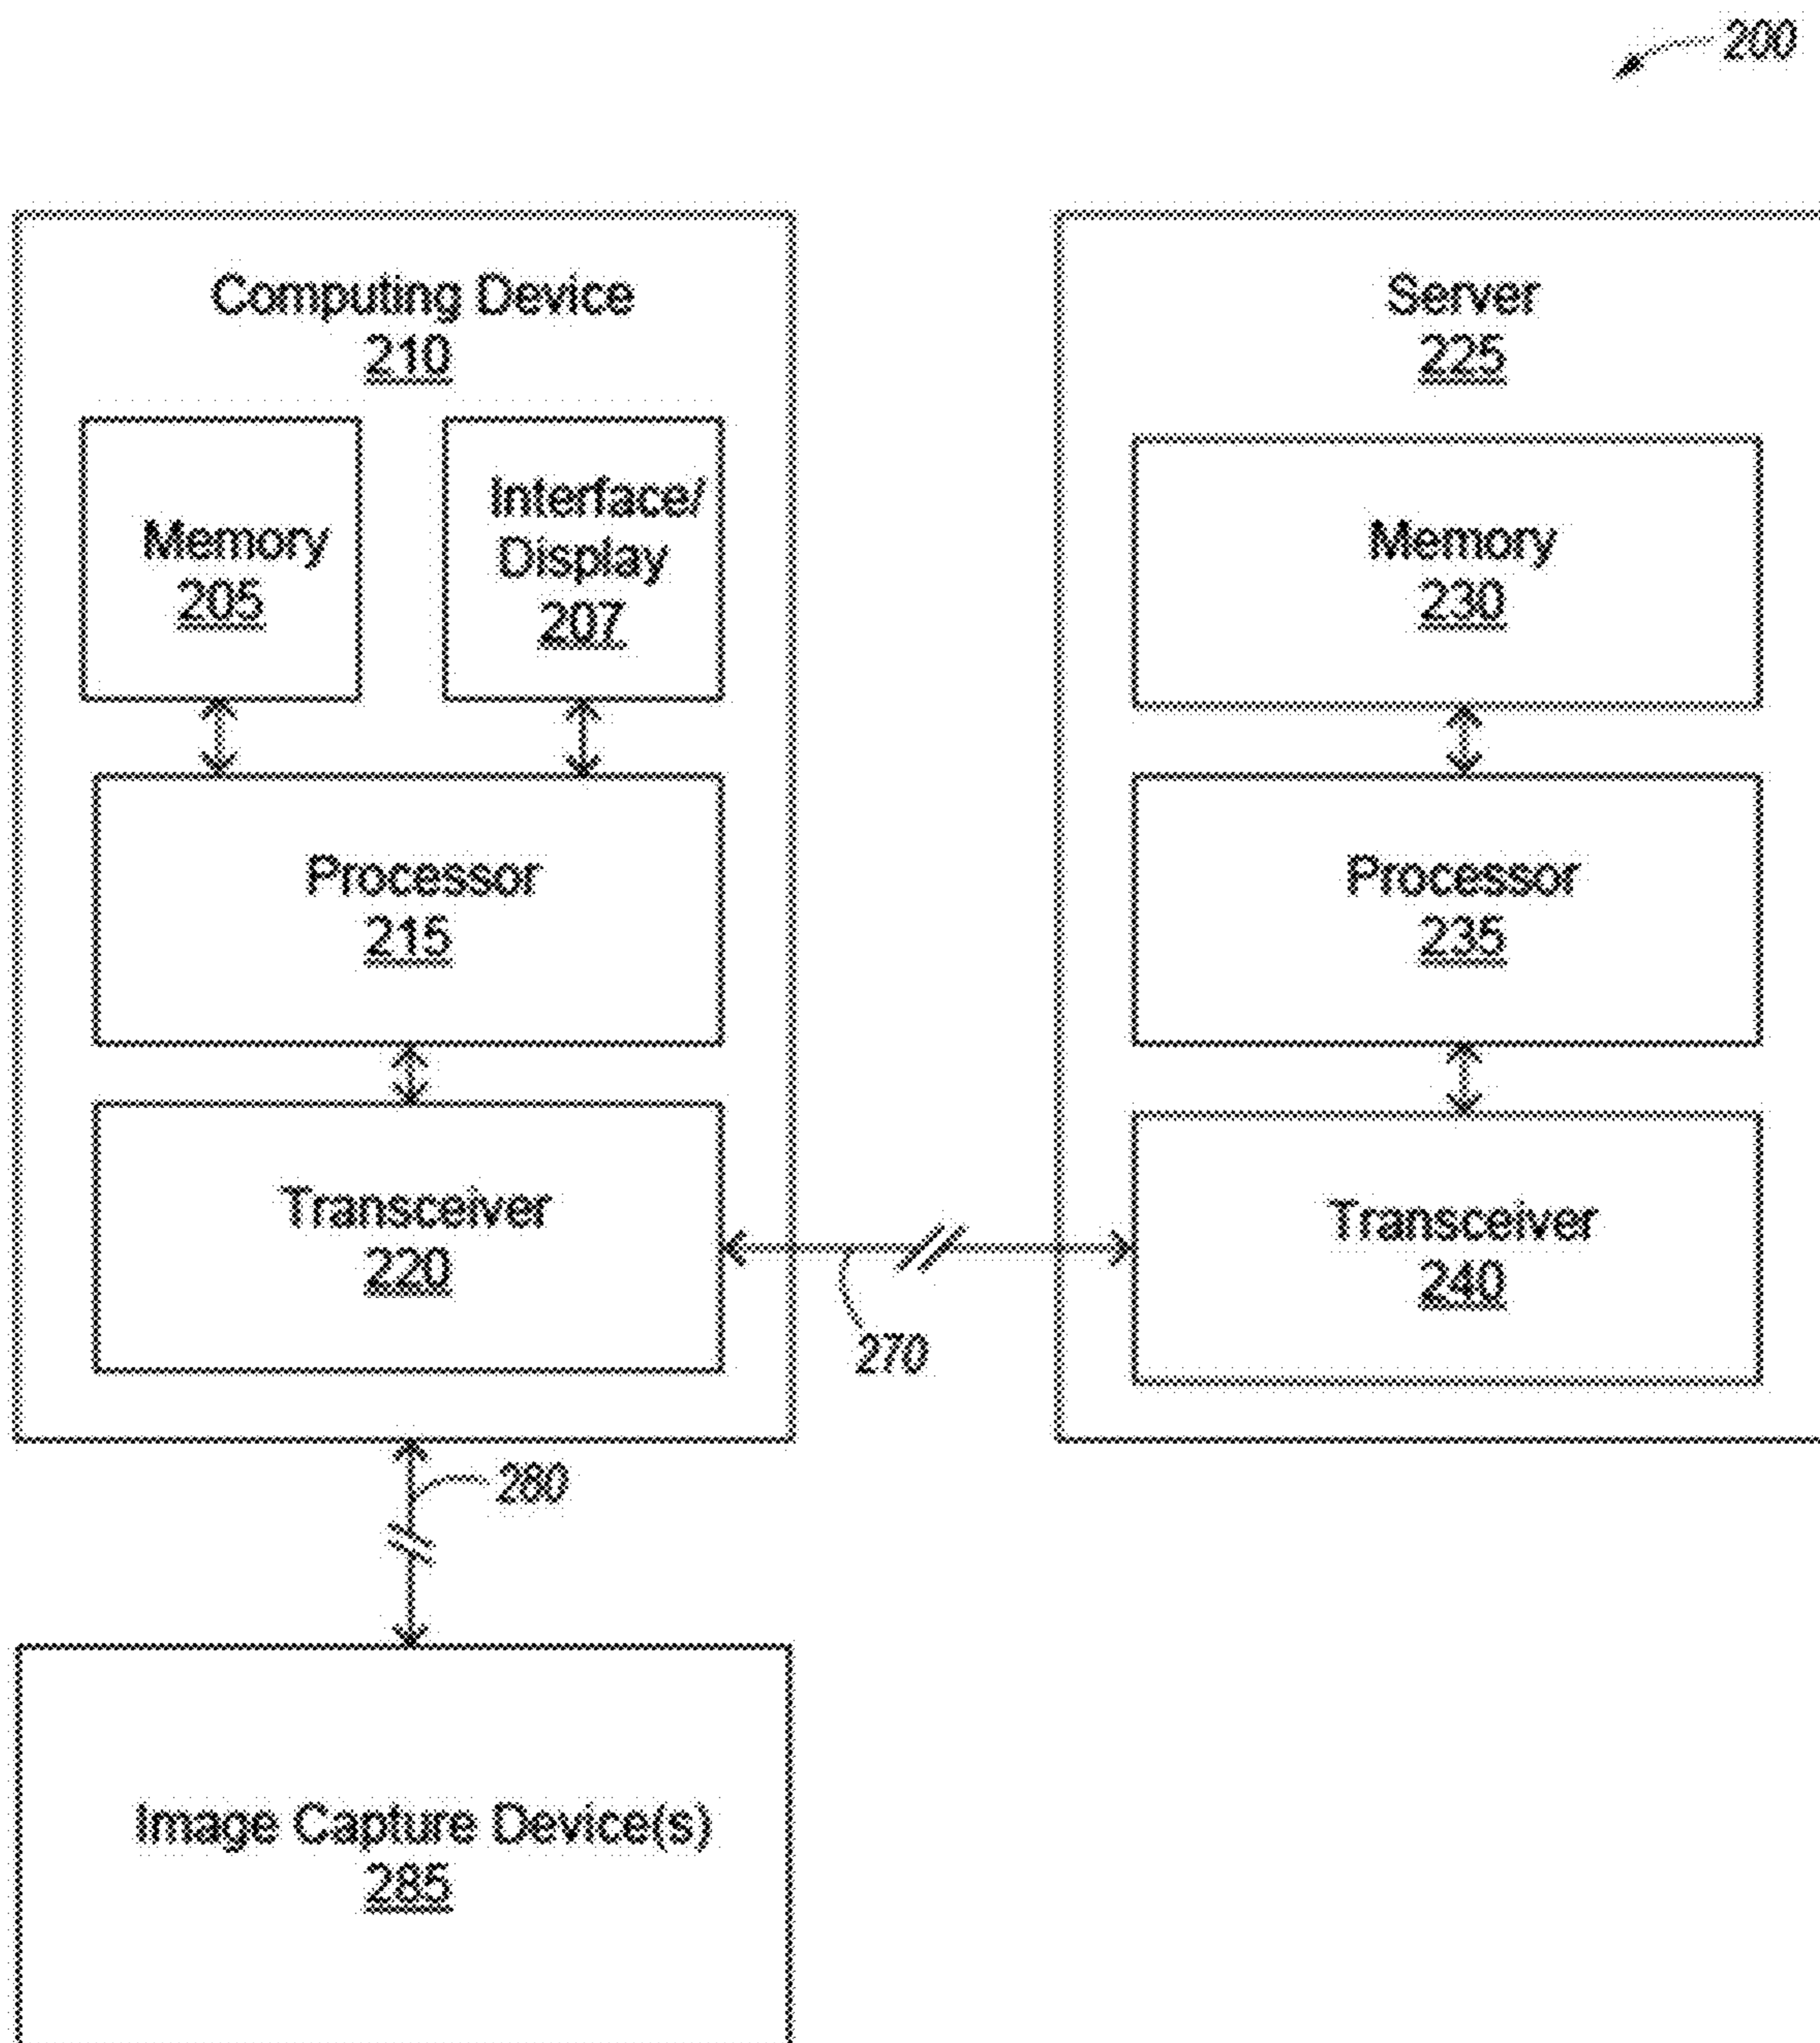 200
Computing Device
210
Memory
205
Interface/
Display
207
Processor
215
Transceiver
220
Server
225
Memory
230
Processor
235
Transceiver
240
270
280
Image Capture Device(s)
285